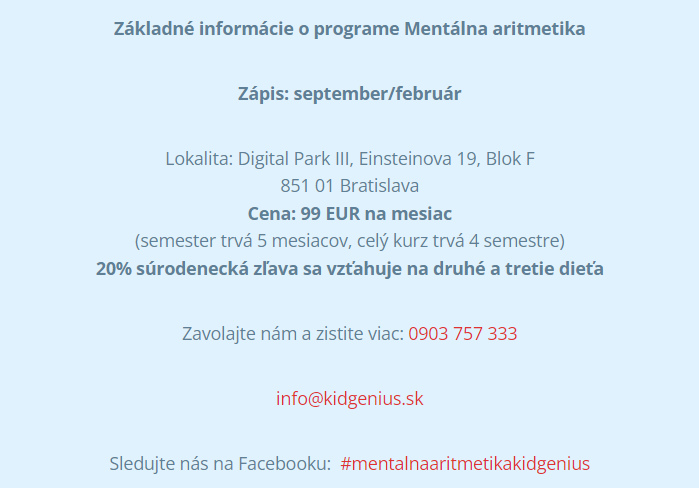 Základné informácie o programe Mentálna aritmetika
Zápis: september/február
Lokalita: Digital Park III, Einsteinova 19, Blok F
851 01 Bratislava
Cena: 99 EUR na mesiac
(semester trvá 5 mesiacov, celý kurz trvá 4 semestre)
20% súrodenecká zľava sa vzťahuje na druhé a tretie dieťa
Zavolajte nám a zistite viac: 0903 757 333
info@kidgenius.sk
Sledujte nás na Facebooku: #mentalnaaritmetikakidgenius